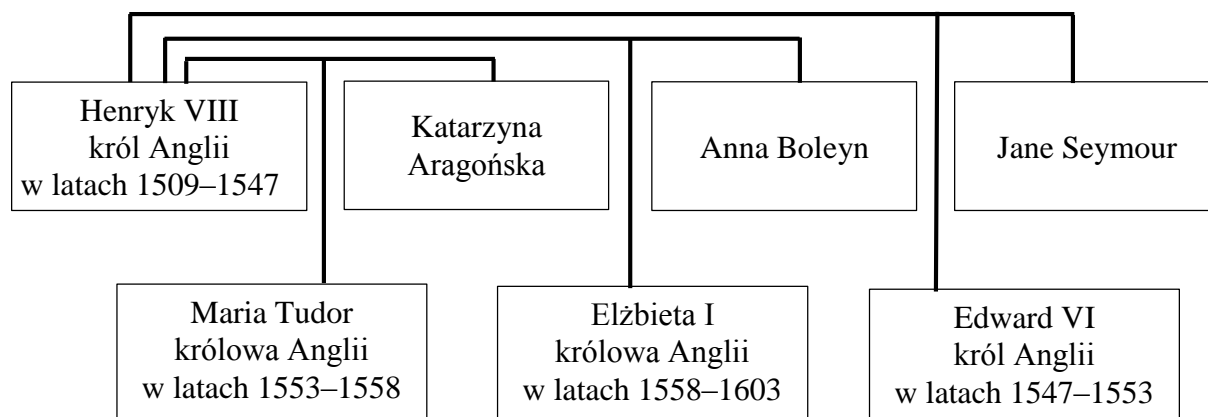 Henryk VIII
król Anglii
w latach 1509–1547
Katarzyna
Aragońska
Anna Boleyn
Jane Seymour
Maria Tudor
królowa Anglii
w latach 1553–1558
Elżbieta I
królowa Anglii
w latach 1558–1603
Edward VI
król Anglii
w latach 1547–1553